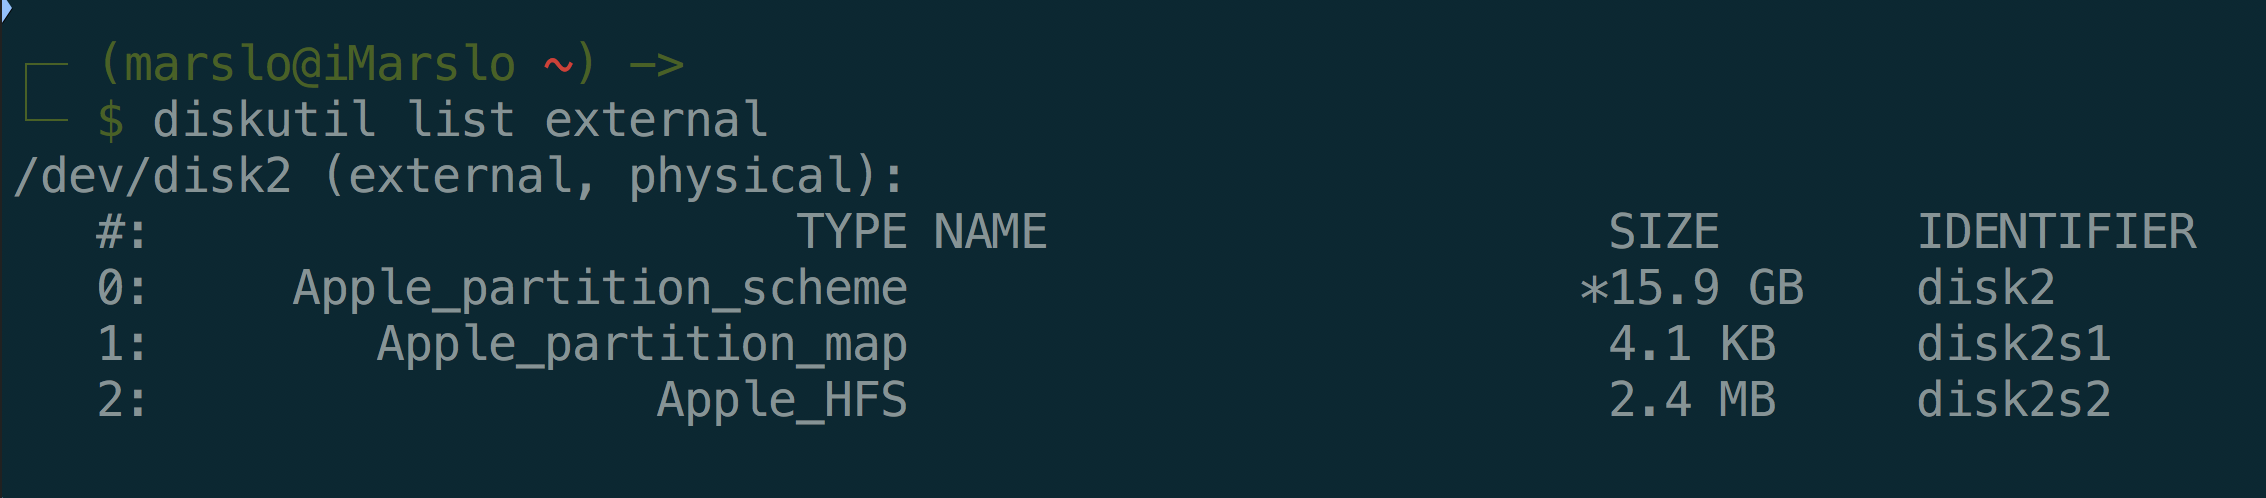 (marslo@iMarslo ~) ->
$ diskutil list external
/dev/disk2 (external, physical):
#: TYPE NAME SIZE IDENTIFIER
0: Apple_partition_scheme *15.9 GB disk2
1: Apple_partition_map 4.1 KB disk2s1
2: Apple_HFS 2.4 MB disk2s2